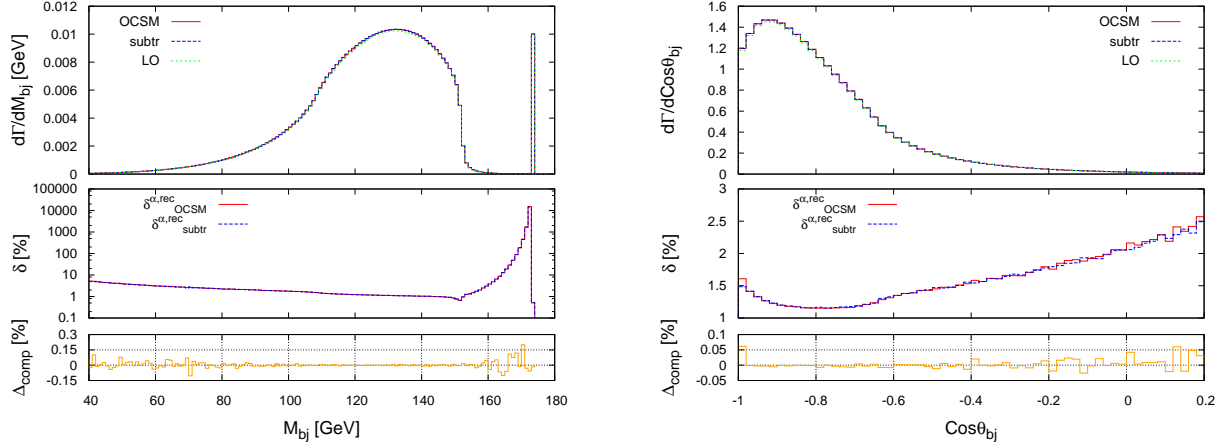 OCSM
subtr
LO
dΓ/dM_bj [GeV]
0.012
0.01
0.008
0.006
0.004
0.002
0
δ^α,rec_OCSM
δ^α,rec_subtr
δ [%]
100000
10000
1000
100
10
1
0.1
Δ_comp [%]
0.3
0.15
0
-0.15
40 60 80 100 120 140 160 180
M_bj [GeV]
OCSM
subtr
LO
dΓ/dCosθ_bj
1.6
1.4
1.2
1
0.8
0.6
0.4
0.2
0
δ^α,rec_OCSM
δ^α,rec_subtr
δ [%]
3
2.5
2
1.5
1
Δ_comp [%]
0.1
0.05
0
-0.05
-1 -0.8 -0.6 -0.4 -0.2 0 0.2
Cosθ_bj